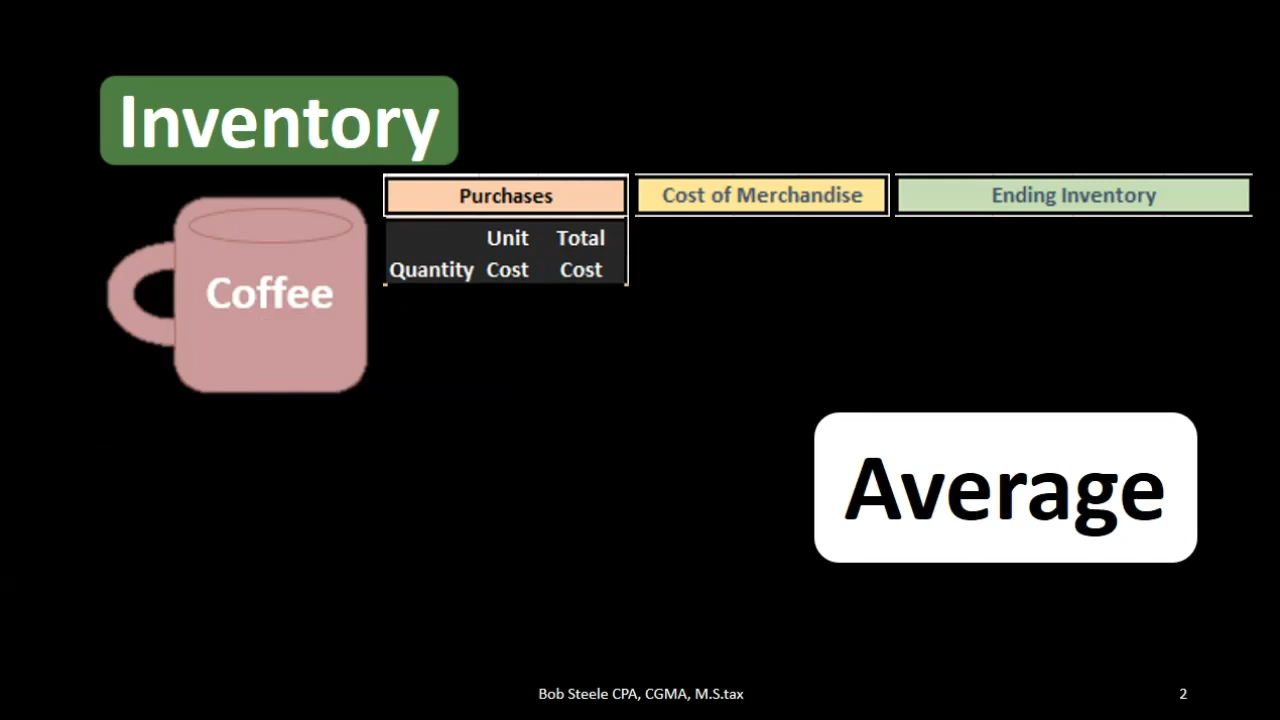 Inventory
Purchases
Cost of Merchandise
Ending Inventory
Unit Total
Quantity Cost Cost
Coffee
Average
Bob Steele CPA, CGMA, M.S.tax
2